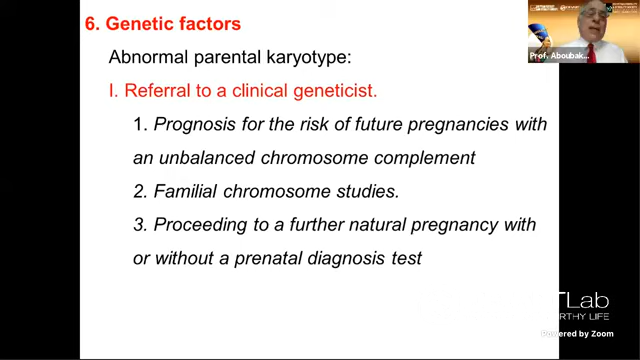 6. Genetic factors
Abnormal parental karyotype:
I. Referral to a clinical geneticist.
1. Prognosis for the risk of future pregnancies with
an unbalanced chromosome complement
2. Familial chromosome studies.
3. Proceeding to a further natural pregnancy with
or without a prenatal diagnosis test
Prof. Aboubak...
TLab
RTHY LIFE
Powered by Zoom